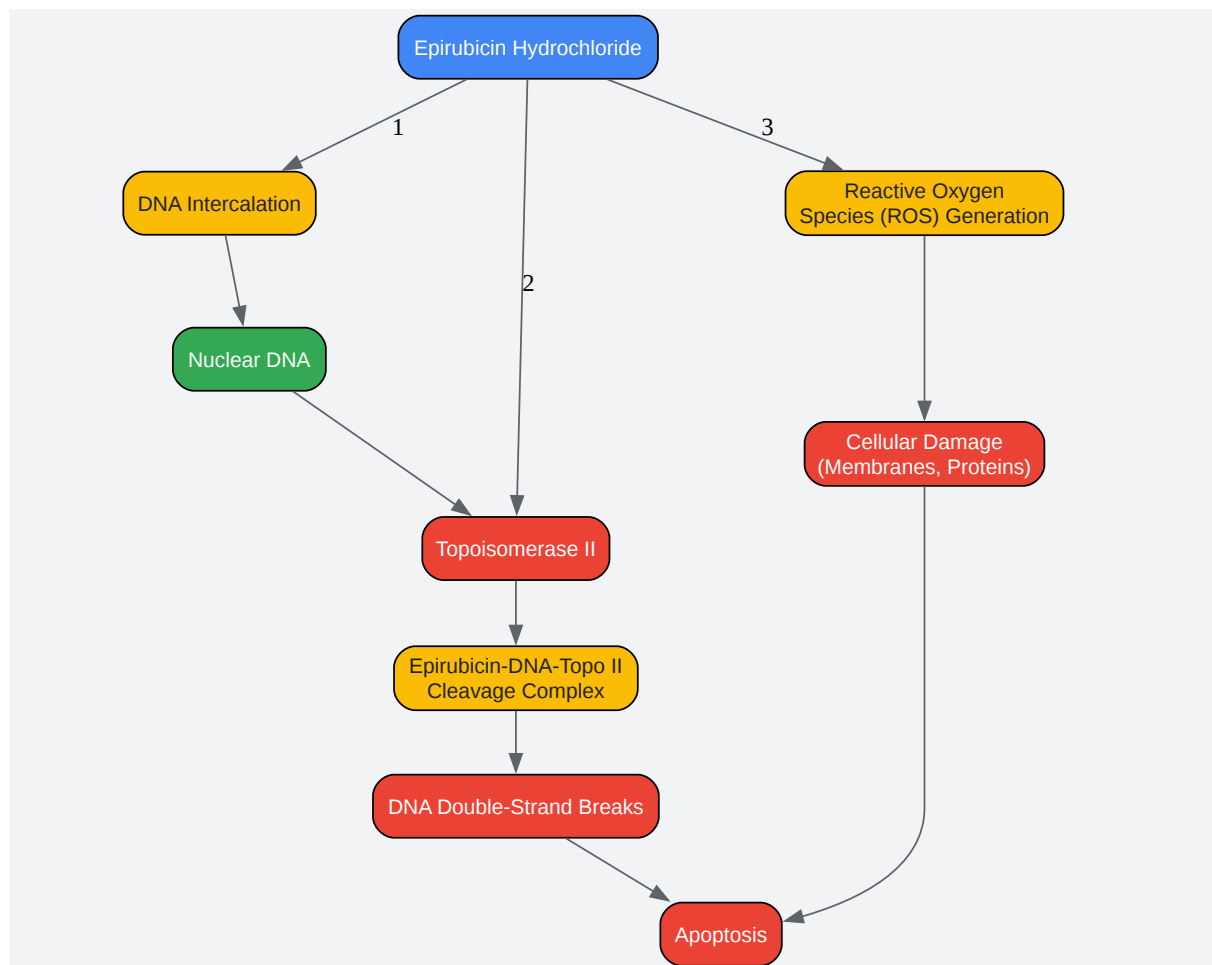 Epirubicin Hydrochloride
1
3
DNA Intercalation
Reactive Oxygen
Species (ROS) Generation
2
Nuclear DNA
Cellular Damage
(Membranes, Proteins)
Topoisomerase II
Epirubicin-DNA-Topo II
Cleavage Complex
DNA Double-Strand Breaks
Apoptosis